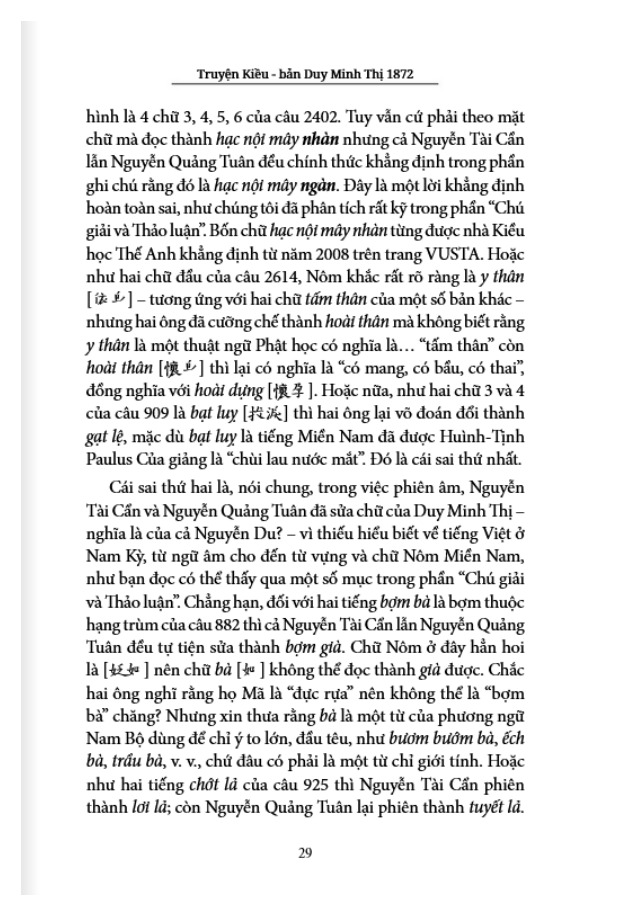 Truyện Kiều - bản Duy Minh Thị 1872
hình là 4 chữ 3, 4, 5, 6 của câu 2402. Tuy vẫn cứ phải theo mặt
chữ mà đọc thành hạc nội mây nhàn nhưng cả Nguyễn Tài Cẩn
lẫn Nguyễn Quảng Tuân đều chính thức khẳng định trong phần
ghi chú rằng đó là hạc nội mây ngàn. Đây là một lời khẳng định
hoàn toàn sai, như chúng tôi đã phân tích rất kỹ trong phần “Chú
giải và Thảo luận”. Bốn chữ hạc nội mây nhàn từng được nhà Kiều
học Thế Anh khẳng định từ năm 2008 trên trang VUSTA. Hoặc
như hai chữ đầu của câu 2614, Nôm khắc rất rõ ràng là y thân
[ ] – tương ứng với hai chữ tấm thân của một số bản khác –
nhưng hai ông đã cưỡng chế thành hoài thân mà không biết rằng
y thân là một thuật ngữ Phật học có nghĩa là… “tấm thân” còn
hoài thân [懷 ] thì lại có nghĩa là “có mang, có bầu, có thai”,
đồng nghĩa với hoài dựng [懷孕]. Hoặc nữa, như hai chữ 3 và 4
của câu 909 là bạt luỵ [ ] thì hai ông lại võ đoán đổi thành
gạt lệ, mặc dù bạt luỵ là tiếng Miền Nam đã được Huình-Tịnh
Paulus Của giảng là “chùi lau nước mắt”. Đó là cái sai thứ nhất.
Cái sai thứ hai là, nói chung, trong việc phiên âm, Nguyễn
Tài Cẩn và Nguyễn Quảng Tuân đã sửa chữ của Duy Minh Thị –
nghĩa là của cả Nguyễn Du? – vì thiếu hiểu biết về tiếng Việt ở
Nam Kỳ, từ ngữ âm cho đến từ vựng và chữ Nôm Miền Nam,
như bạn đọc có thể thấy qua một số mục trong phần “Chú giải
và Thảo luận”. Chẳng hạn, đối với hai tiếng bợm bà là bợm thuộc
hạng trùm của câu 882 thì cả Nguyễn Tài Cẩn lẫn Nguyễn Quảng
Tuân đều tự tiện sửa thành bợm già. Chữ Nôm ở đây hẳn hoi
là [ ] nên chữ bà [ ] không thể đọc thành già được. Chắc
hai ông nghĩ rằng họ Mã là “đực rựa” nên không thể là “bợm
bà” chăng? Nhưng xin thưa rằng bà là một từ của phương ngữ
Nam Bộ dùng để chỉ ý to lớn, đầu têu, như bươm bướm bà, ếch
bà, trầu bà, v. v., chứ đâu có phải là một từ chỉ giới tính. Hoặc
như hai tiếng chớt lả của câu 925 thì Nguyễn Tài Cẩn phiên
thành lơi lả; còn Nguyễn Quảng Tuân lại phiên thành tuyết lả.
29